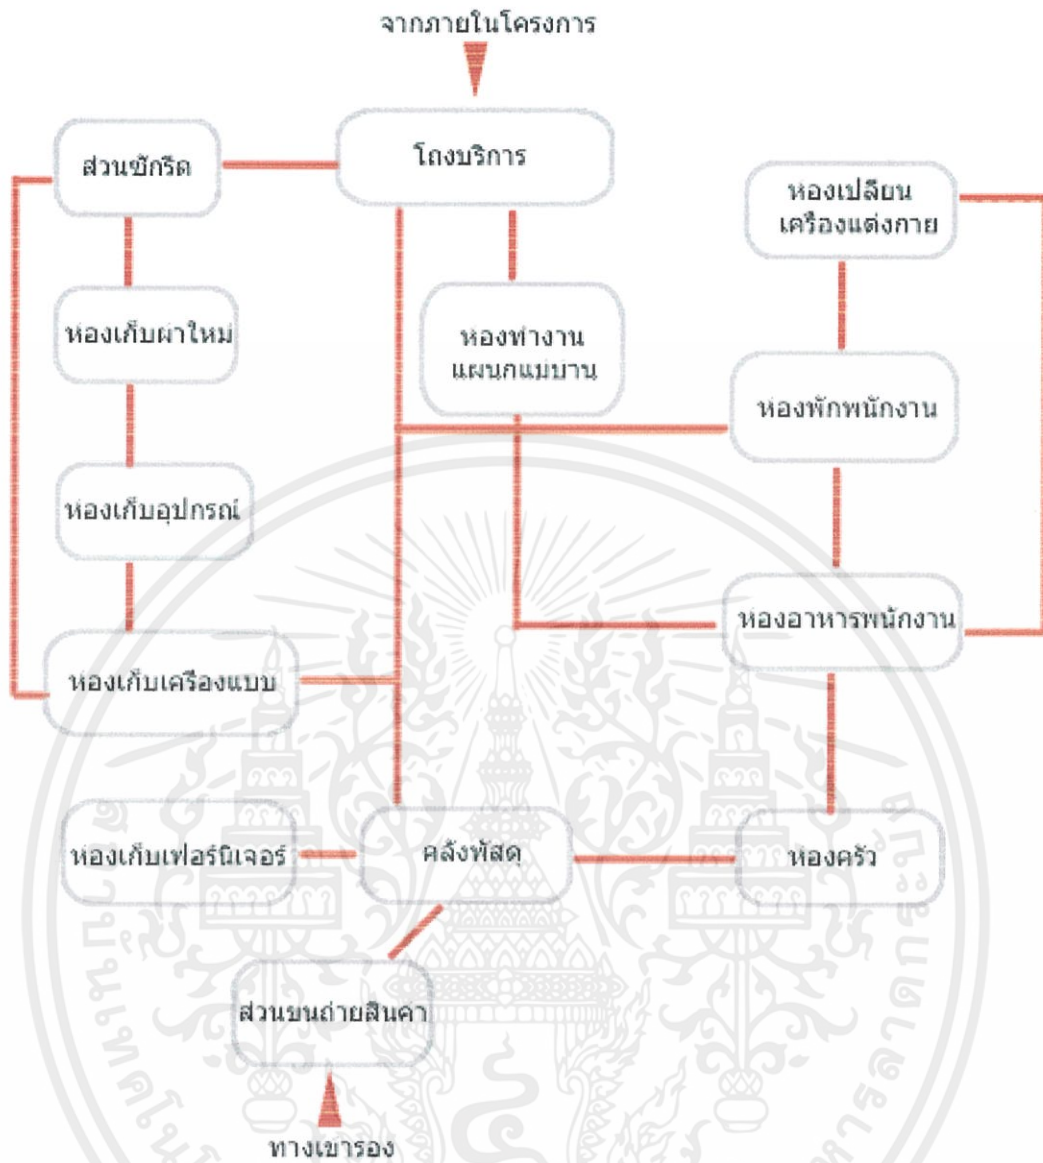 จากภายในโครงการ
โถงบริการ
ส่วนซักรีด
ห้องเปลี่ยน
เครื่องแต่งกาย
ห้องเก็บผ้าใหม่
ห้องทำงาน
แผนกแม่บ้าน
ห้องพักพนักงาน
ห้องเก็บอุปกรณ์
ห้องอาหารพนักงาน
ห้องเก็บเครื่องแบบ
ห้องเก็บเฟอร์นิเจอร์
คลังพัสดุ
ห้องครัว
ส่วนขนถ่ายสินค้า
ทางเข้ารอง